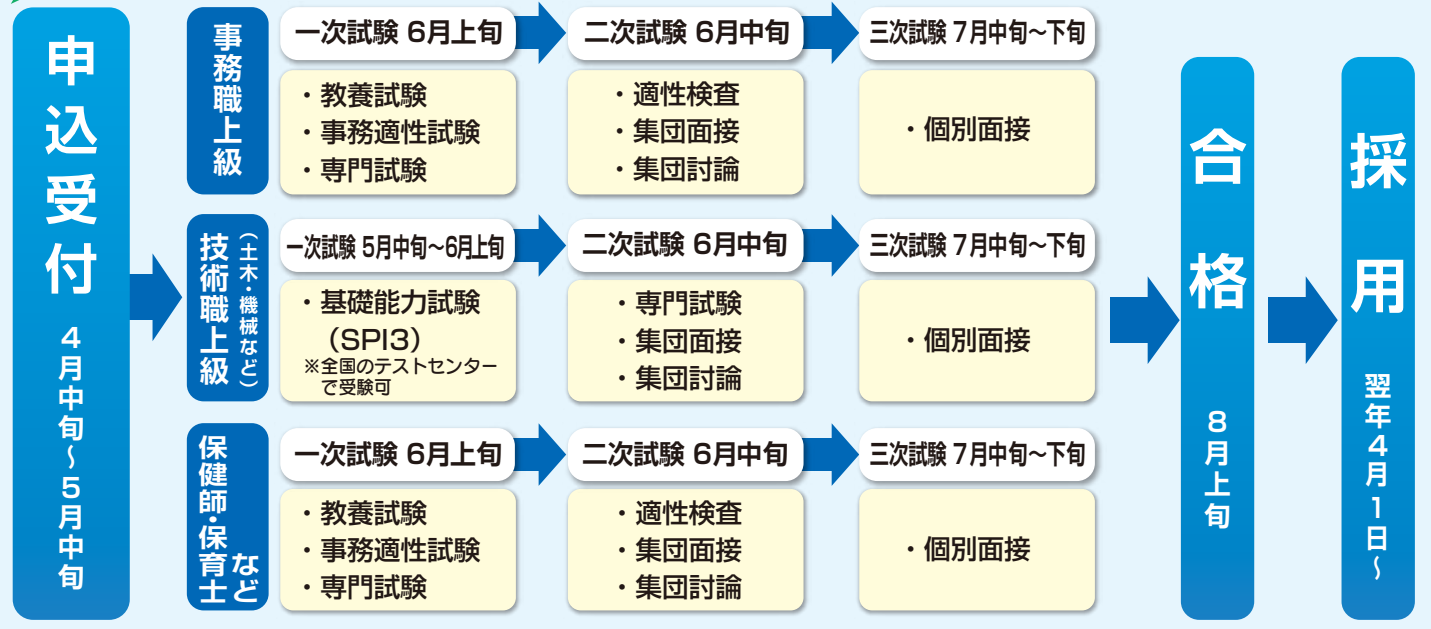 申込受付 4月中旬～5月中旬
事務職上級
一次試験 6月上旬
・教養試験
・事務適性試験
・専門試験
二次試験 6月中旬
・適性検査
・集団面接
・集団討論
三次試験 7月中旬～下旬
・個別面接
技術職上級
（土木・機械など）
一次試験 5月中旬～6月上旬
・基礎能力試験
（SPI3）
※全国のテストセンター
で受験可
二次試験 6月中旬
・専門試験
・集団面接
・集団討論
三次試験 7月中旬～下旬
・個別面接
保健師・保育士
など
一次試験 6月上旬
・教養試験
・事務適性試験
・専門試験
二次試験 6月中旬
・適性検査
・集団面接
・集団討論
三次試験 7月中旬～下旬
・個別面接
合格 8月上旬
採用 翌年4月1日～